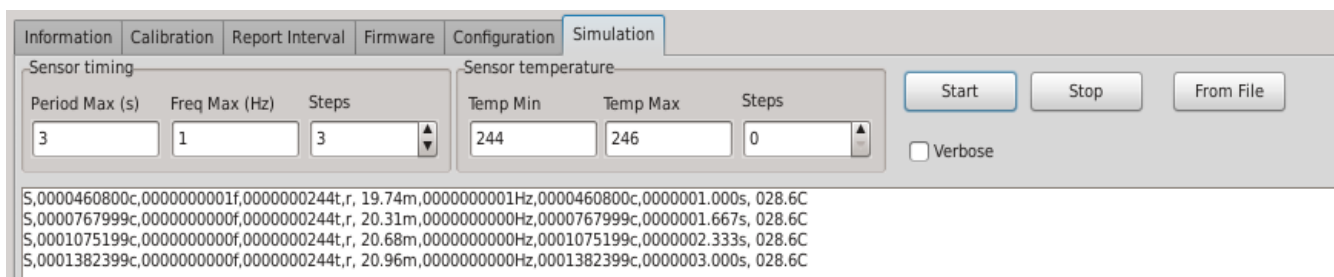 Information Calibration Report Interval Firmware Configuration Simulation
Sensor timing Sensor temperature
Period Max (s) Freq Max (Hz) Steps Temp Min Temp Max Steps Start Stop From File
3 1 3 244 246 0 Verbose
S,0000460800c,0000000001f,0000000244t,r, 19.74m,0000000001Hz,0000460800c,0000001.000s, 028.6C
S,0000767999c,0000000000f,0000000244t,r, 20.31m,0000000000Hz,0000767999c,0000001.667s, 028.6C
S,0001075199c,0000000000f,0000000244t,r, 20.68m,0000000000Hz,0001075199c,0000002.333s, 028.6C
S,0001382399c,0000000000f,0000000244t,r, 20.96m,0000000000Hz,0001382399c,0000003.000s, 028.6C